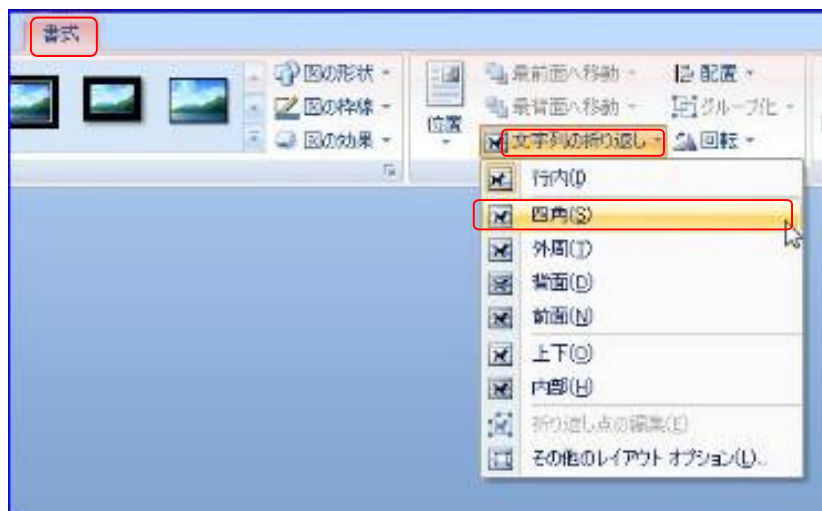 書式
図の形状
図の枠線
図の効果
位置
最前面へ移動
最背面へ移動
文字列の折り返し
配置
グループ化
回転
行内(I)
四角(S)
外周(T)
背面(D)
前面(N)
上下(O)
内部(H)
折り返し点の編集(E)
その他のレイアウト オプション(L)...